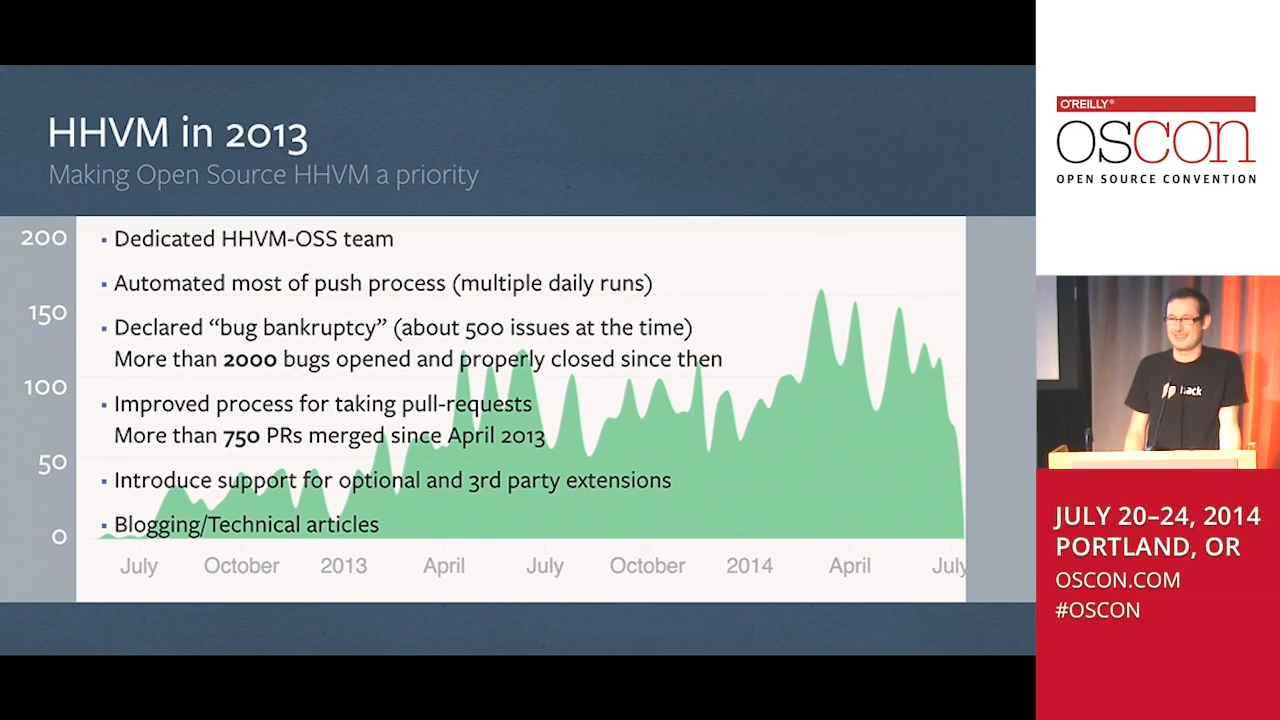 HHVM in 2013
Making Open Source HHVM a priority
200
150
100
50
0
▪ Dedicated HHVM-OSS team
▪ Automated most of push process (multiple daily runs)
▪ Declared “bug bankruptcy” (about 500 issues at the time)
More than 2000 bugs opened and properly closed since then
▪ Improved process for taking pull-requests
More than 750 PRs merged since April 2013
▪ Introduce support for optional and 3rd party extensions
▪ Blogging/Technical articles
July October 2013 April July October 2014 April July
O'REILLY®
OSCON
OPEN SOURCE CONVENTION
hack
JULY 20–24, 2014
PORTLAND, OR
OSCON.COM
#OSCON